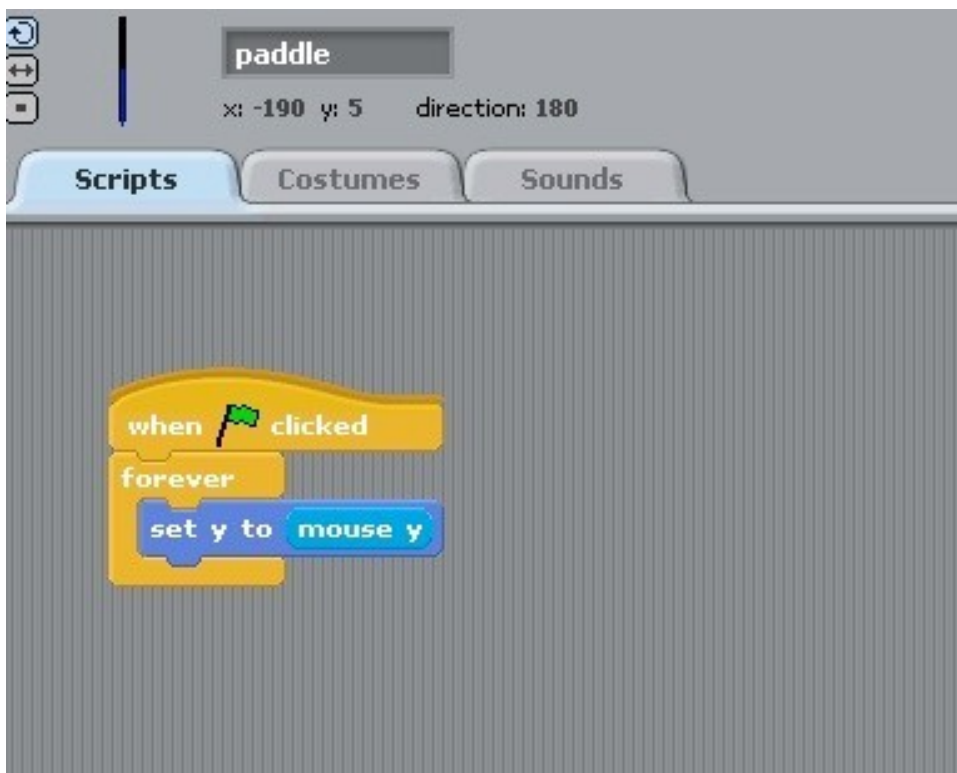 paddle
x: -190 y: 5 direction: 180
Scripts Costumes Sounds
when clicked
forever
set y to mouse y